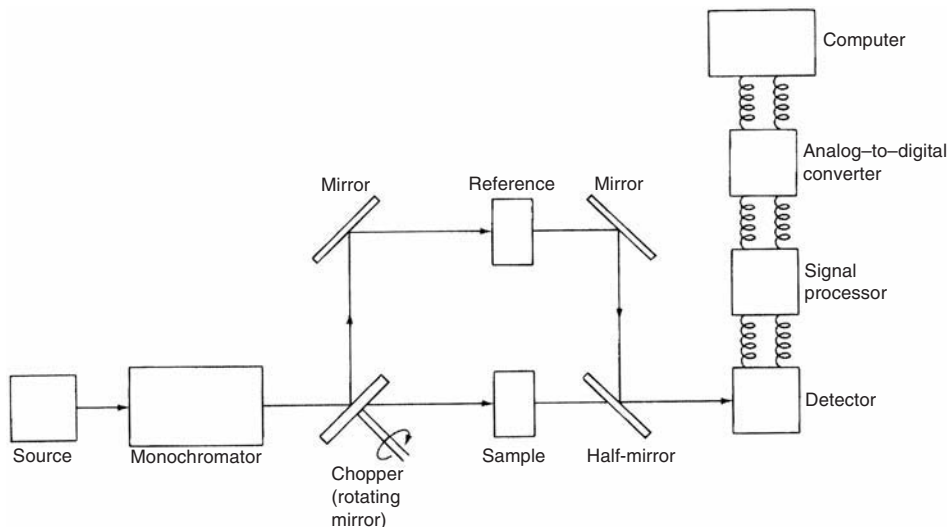 Computer
Analog–to–digital
converter
Mirror
Reference
Mirror
Signal
processor
Source
Monochromator
Chopper
(rotating
mirror)
Sample
Half-mirror
Detector